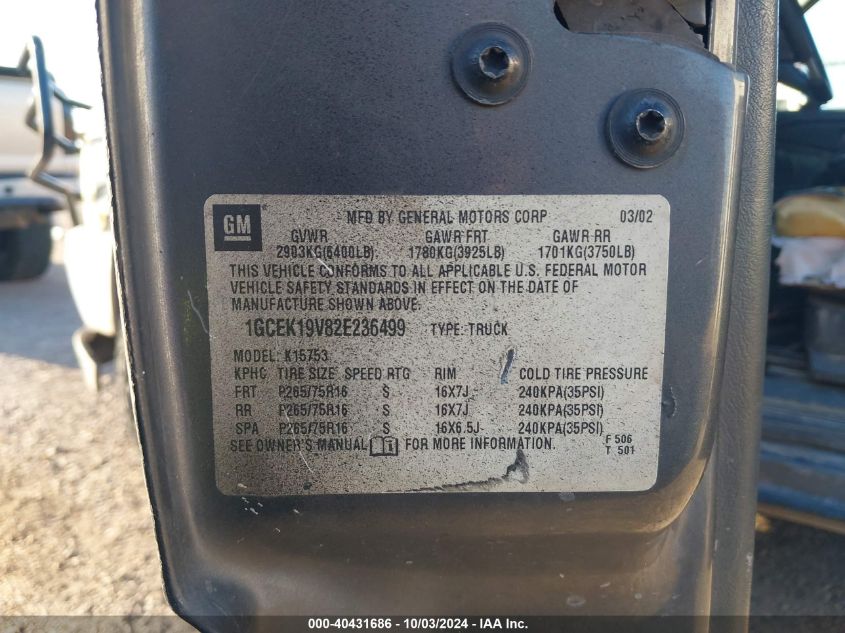 GM
MFD BY GENERAL MOTORS CORP 03/02
GVWR GAWR FRT GAWR RR
2903KG(6400LB) 1780KG(3925LB) 1701KG(3750LB)
THIS VEHICLE CONFORMS TO ALL APPLICABLE U.S. FEDERAL MOTOR
VEHICLE SAFETY STANDARDS IN EFFECT ON THE DATE OF
MANUFACTURE SHOWN ABOVE.
1GCEK19V82E236499 TYPE: TRUCK
MODEL: K15753
KPHC TIRE SIZE SPEED RTG RIM COLD TIRE PRESSURE
FRT P265/75R16 S 16X7J 240KPA(35PSI)
RR P265/75R16 S 16X7J 240KPA(35PSI)
SPA P265/75R16 S 16X6.5J 240KPA(35PSI)
SEE OWNER'S MANUAL i FOR MORE INFORMATION.
F 506
T 501
000-40431686 - 10/03/2024 - IAA Inc.